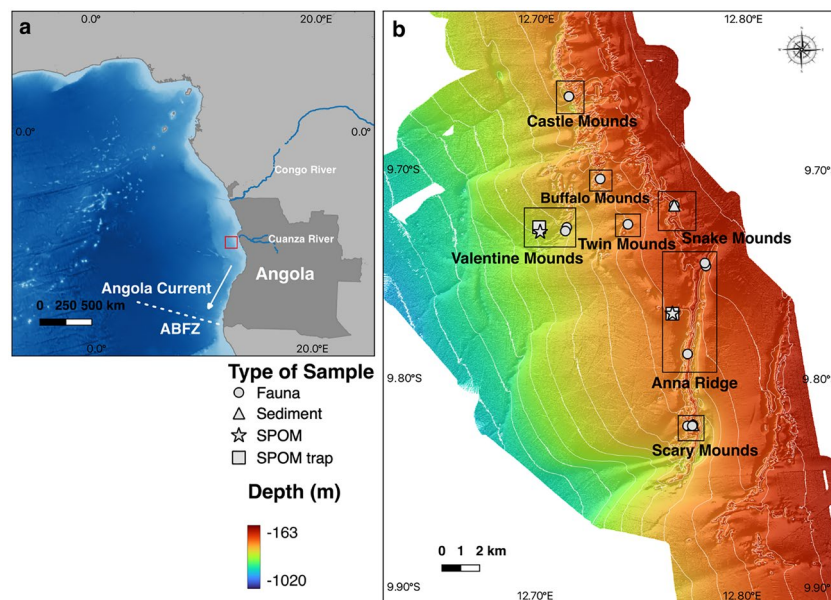 a
0.0°
20.0°E
0.0°
0.0°
Congo River
Cuanza River
Angola
Angola Current
ABFZ
0 250 500 km
0.0°
20.0°E
Type of Sample
Fauna
Sediment
SPOM
SPOM trap
Depth (m)
-163
-1020
b
12.70°E
12.80°E
Castle Mounds
9.70°S
9.70°
Buffalo Mounds
Snake Mounds
Twin Mounds
Valentine Mounds
9.80°S
9.80°
Anna Ridge
Scary Mounds
0 1 2 km
9.90°S
9.90°
12.70°E
12.80°E